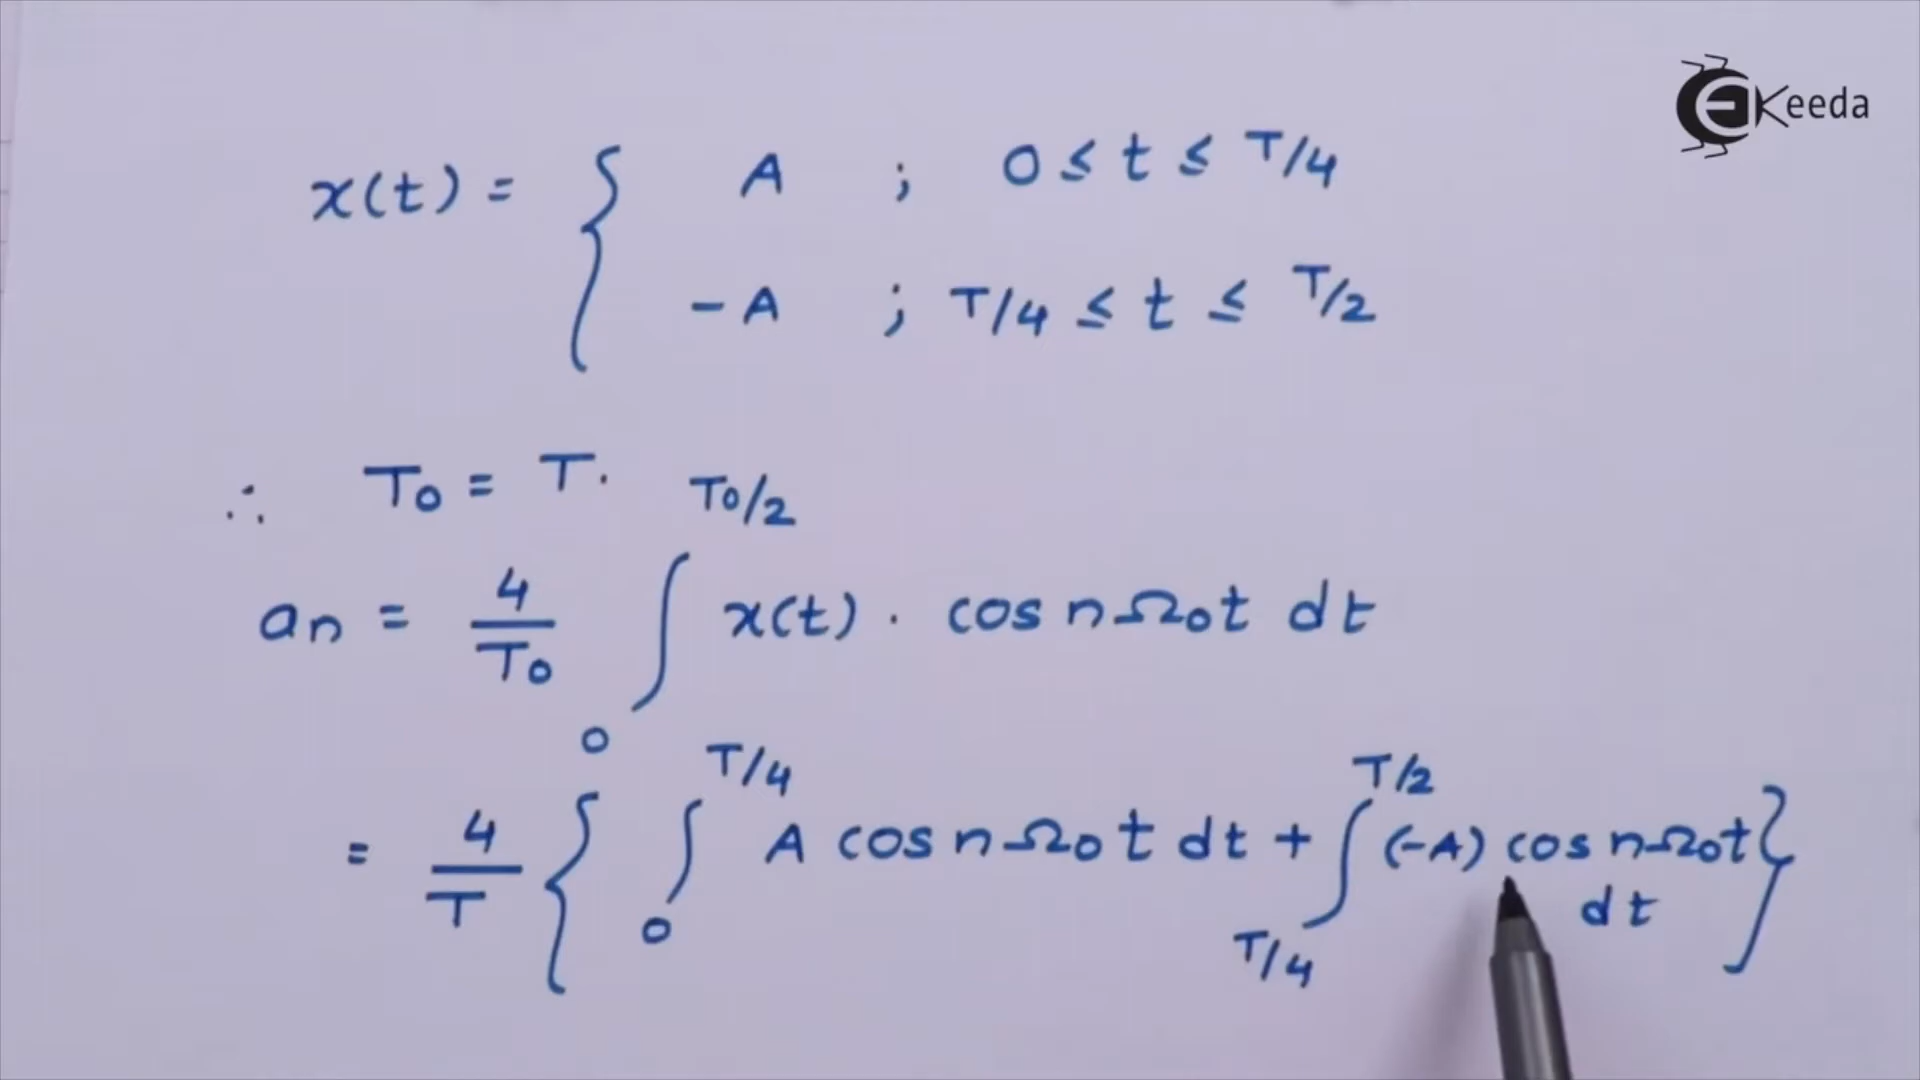 EKeeda
x(t) = { A ; 0 ≤ t ≤ T/4
-A ; T/4 ≤ t ≤ T/2
∴ T₀ = T.
aₙ = 4/T₀ ∫₀^{T₀/2} x(t) . cos nΩ₀t dt
= 4/T { ∫₀^{T/4} A cos nΩ₀t dt + ∫_{T/4}^{T/2} (-A) cos nΩ₀t dt }